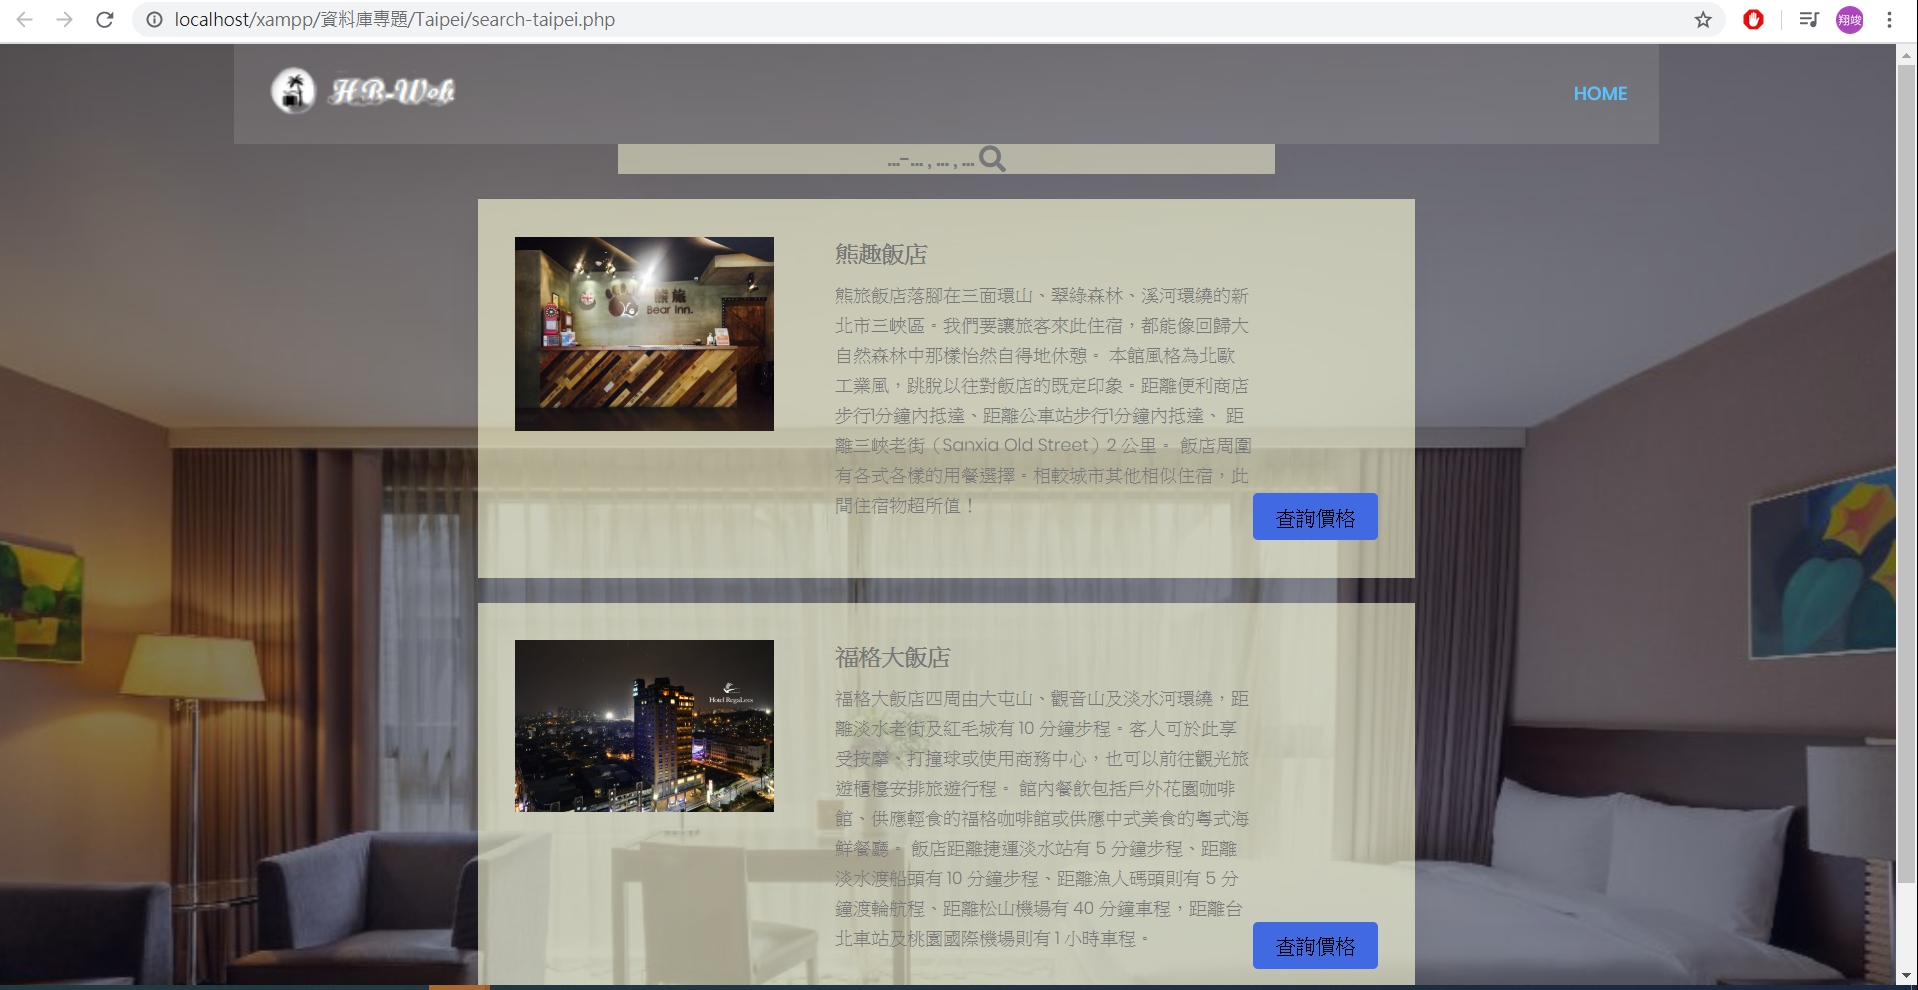 localhost/xampp/資料庫專題/Taipei/search-taipei.php
翔竣
HB-Web
HOME
...-... , ... , ...
熊旅
Bear Inn.
熊趣飯店
熊旅飯店落腳在三面環山、翠綠森林、溪河環繞的新
北市三峽區。我們要讓旅客來此住宿，都能像回歸大
自然森林中那樣怡然自得地休憩。 本館風格為北歐
工業風，跳脫以往對飯店的既定印象。距離便利商店
步行1分鐘內抵達、距離公車站步行1分鐘內抵達、 距
離三峽老街（Sanxia Old Street）2 公里。 飯店周圍
有各式各樣的用餐選擇。相較城市其他相似住宿，此
間住宿物超所值！
查詢價格
Hotel RegaLees
福格大飯店
福格大飯店四周由大屯山、觀音山及淡水河環繞，距
離淡水老街及紅毛城有 10 分鐘步程。客人可於此享
受按摩、打撞球或使用商務中心，也可以前往觀光旅
遊櫃檯安排旅遊行程。 館內餐飲包括戶外花園咖啡
館、供應輕食的福格咖啡館或供應中式美食的粵式海
鮮餐廳。 飯店距離捷運淡水站有 5 分鐘步程、距離
淡水渡船頭有 10 分鐘步程、距離漁人碼頭則有 5 分
鐘渡輪航程、距離松山機場有 40 分鐘車程，距離台
北車站及桃園國際機場則有 1 小時車程。
查詢價格